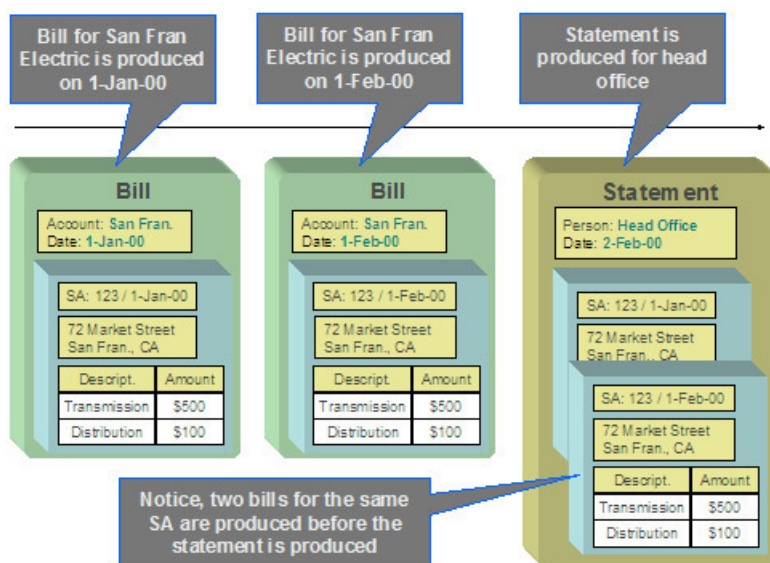 Bill for San Fran
Electric is produced
on 1-Jan-00
Bill for San Fran
Electric is produced
on 1-Feb-00
Statement is
produced for head
office
Bill
Account: San Fran.
Date: 1-Jan-00
SA: 123 / 1-Jan-00
72 Market Street
San Fran., CA
Descript. Amount
Transmission $500
Distribution $100
Bill
Account: San Fran.
Date: 1-Feb-00
SA: 123 / 1-Feb-00
72 Market Street
San Fran., CA
Descript. Amount
Transmission $500
Distribution $100
Statement
Person: Head Office
Date: 2-Feb-00
SA: 123 / 1-Jan-00
72 Market Street
San Fran., CA
SA: 123 / 1-Feb-00
72 Market Street
San Fran., CA
Descript. Amount
Transmission $500
Distribution $100
Notice, two bills for the same
SA are produced before the
statement is produced